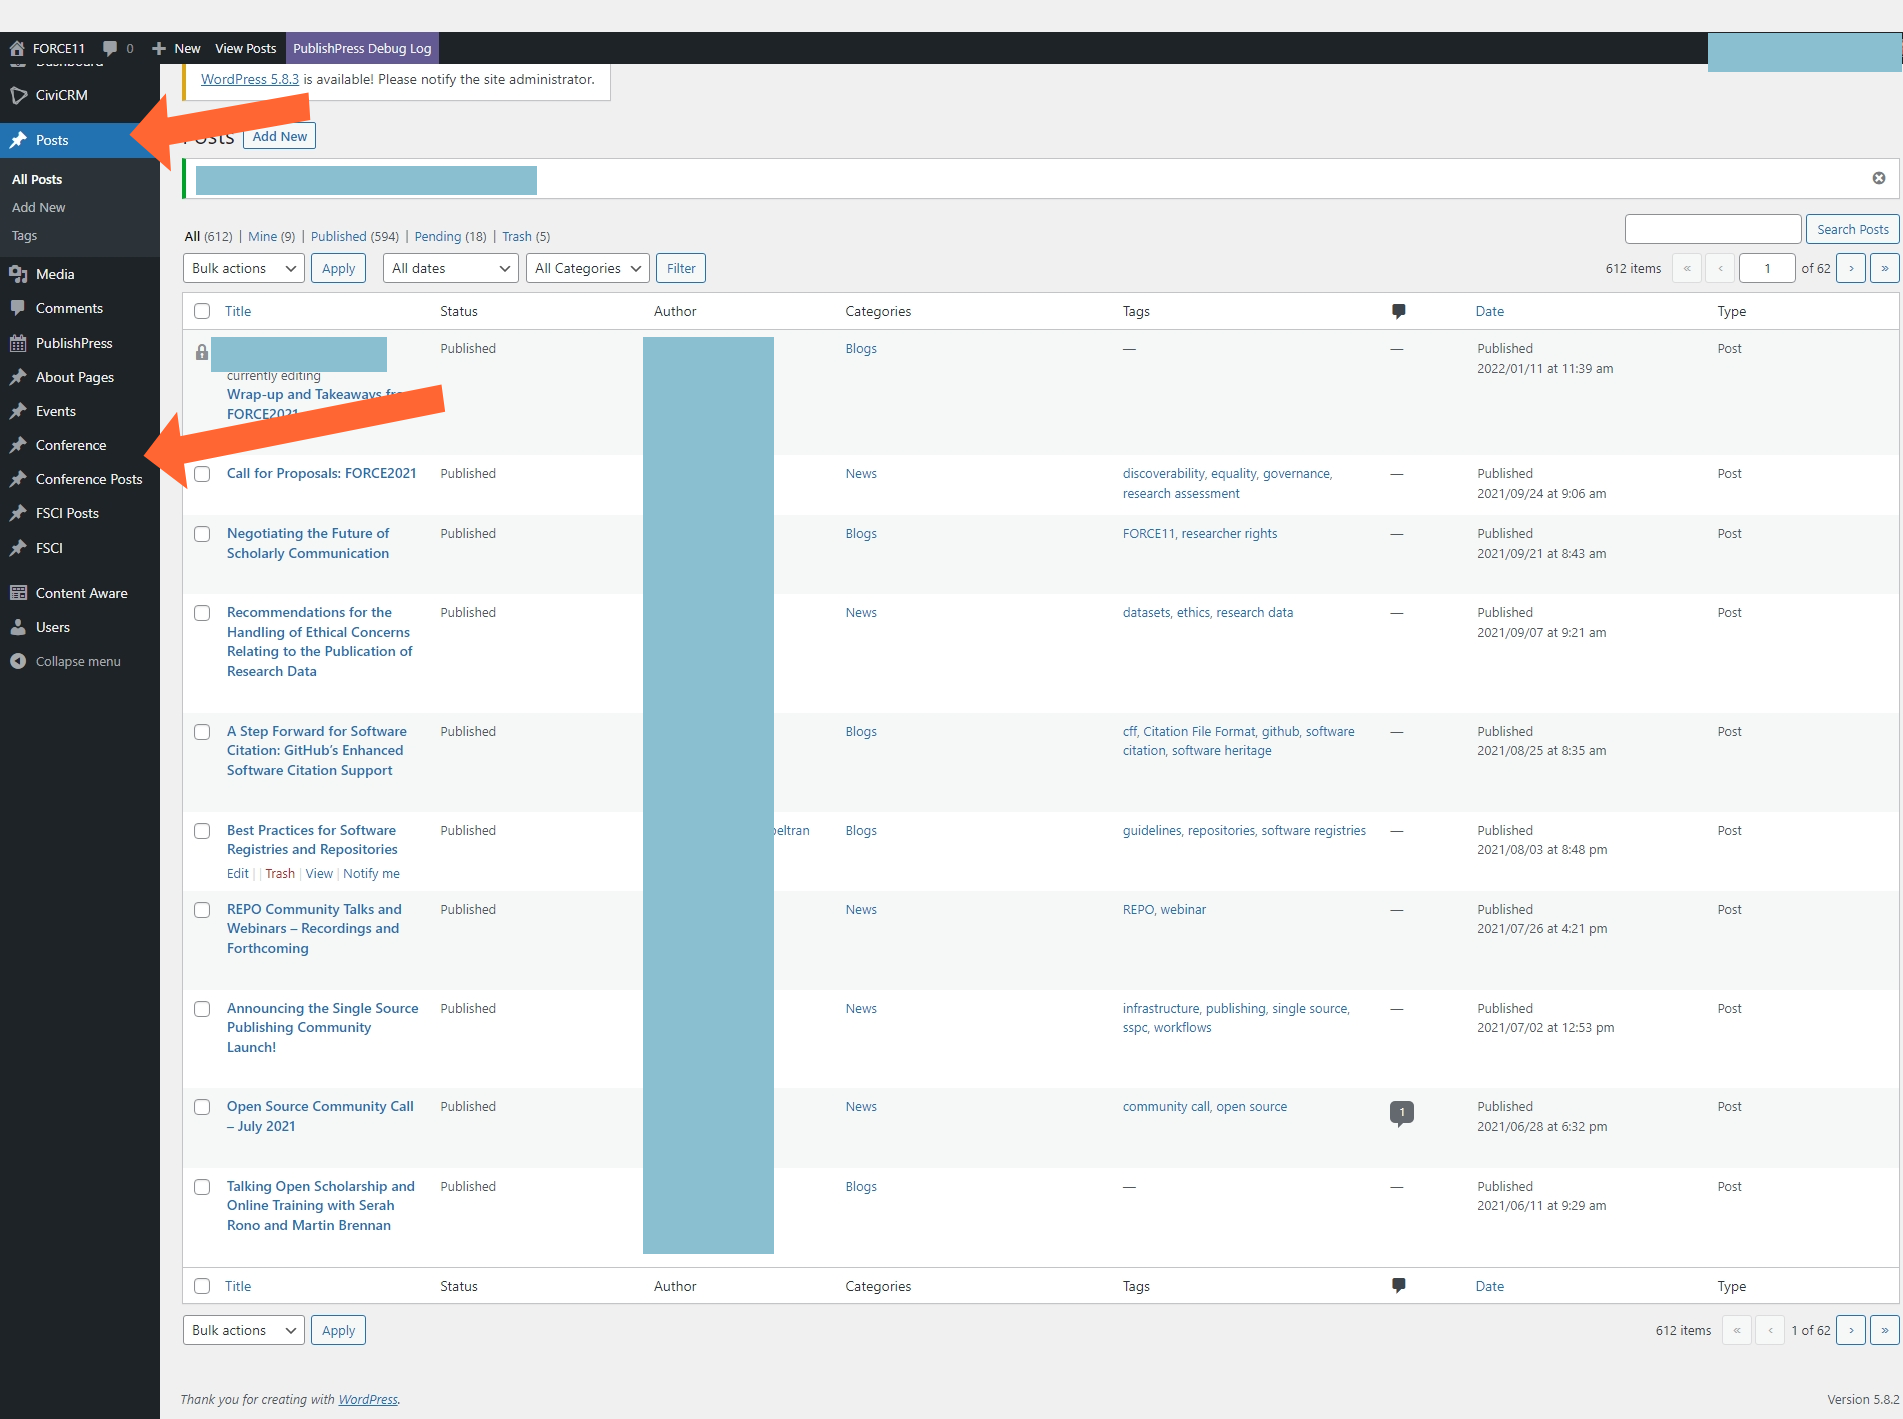 FORCE11 0 New View Posts PublishPress Debug Log
Dashboard
WordPress 5.8.3 is available! Please notify the site administrator.
CiviCRM
Posts
Posts Add New
All Posts
Add New
Tags
Media
Comments
PublishPress
About Pages
Events
Conference
Conference Posts
FSCI Posts
FSCI
Content Aware
Users
Collapse menu
All (612) | Mine (9) | Published (594) | Pending (18) | Trash (5)
Search Posts
Bulk actions Apply All dates All Categories Filter
612 items « ‹ 1 of 62 › »
Title Status Author Categories Tags Date Type
currently editing
Wrap-up and Takeaways
FORCE2021
Published Blogs — — Published Post
2022/01/11 at 11:39 am
Call for Proposals: FORCE2021 Published News discoverability, equality, governance, — Published Post
research assessment 2021/09/24 at 9:06 am
Negotiating the Future of Published Blogs FORCE11, researcher rights — Published Post
Scholarly Communication 2021/09/21 at 8:43 am
Recommendations for the Published News datasets, ethics, research data — Published Post
Handling of Ethical Concerns 2021/09/07 at 9:21 am
Relating to the Publication of
Research Data
A Step Forward for Software Published Blogs cff, Citation File Format, github, software — Published Post
Citation: GitHub's Enhanced citation, software heritage 2021/08/25 at 8:35 am
Software Citation Support
Best Practices for Software Published beltran Blogs guidelines, repositories, software registries — Published Post
Registries and Repositories 2021/08/03 at 8:48 pm
Edit | | Trash | View | Notify me
REPO Community Talks and Published News REPO, webinar — Published Post
Webinars – Recordings and 2021/07/26 at 4:21 pm
Forthcoming
Announcing the Single Source Published News infrastructure, publishing, single source, — Published Post
Publishing Community sspc, workflows 2021/07/02 at 12:53 pm
Launch!
Open Source Community Call Published News community call, open source 1 Published Post
– July 2021 2021/06/28 at 6:32 pm
Talking Open Scholarship and Published Blogs — — Published Post
Online Training with Serah 2021/06/11 at 9:29 am
Rono and Martin Brennan
Title Status Author Categories Tags Date Type
Bulk actions Apply 612 items « ‹ 1 of 62 › »
Thank you for creating with WordPress. Version 5.8.2